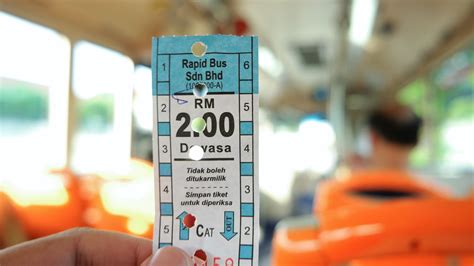 1
6
Rapid Bus
Sdn Bhd
2
5
RM
2.00
Dewasa
3
4
Tidak boleh
ditukarmilik
4
3
Simpan tiket
untuk diperiksa
5
2
CAT
OUT